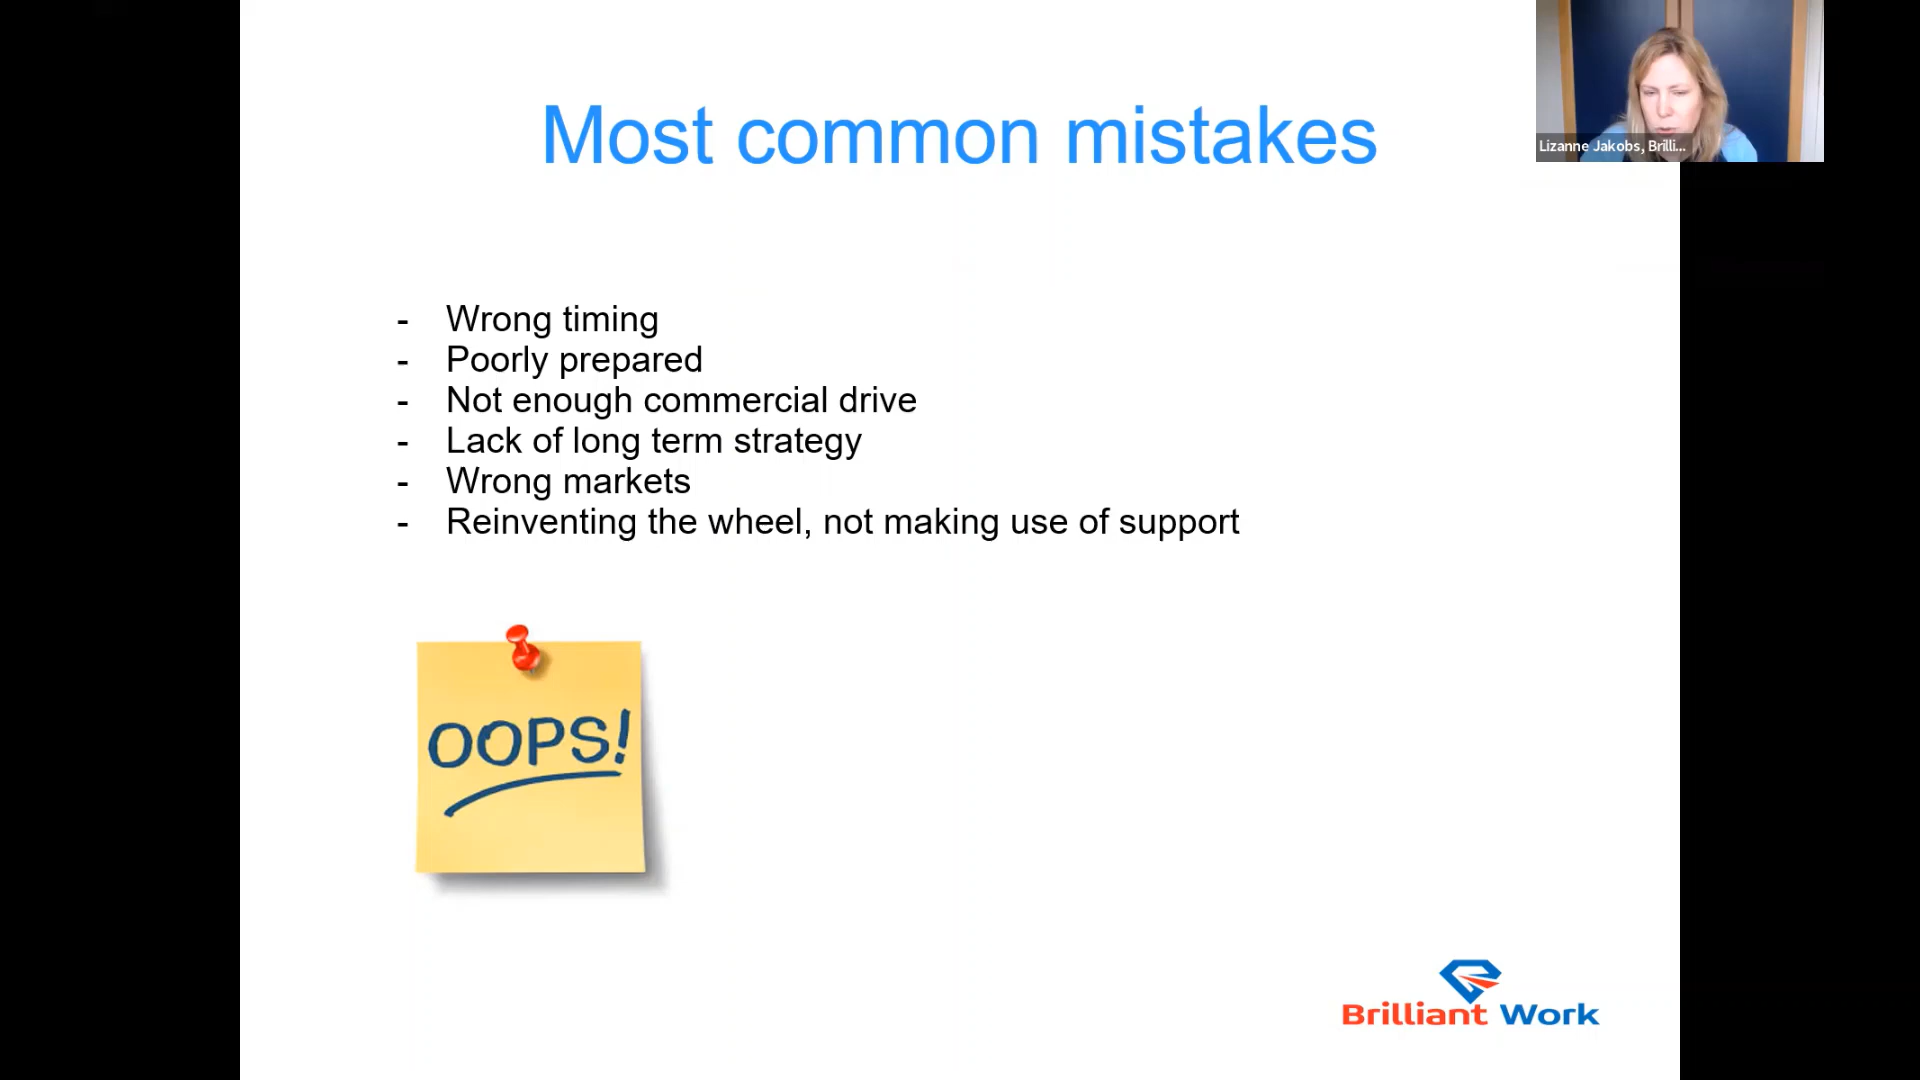 Most common mistakes
Lizanne Jakobs, Brilli...
- Wrong timing
- Poorly prepared
- Not enough commercial drive
- Lack of long term strategy
- Wrong markets
- Reinventing the wheel, not making use of support
OOPS!
Brilliant Work